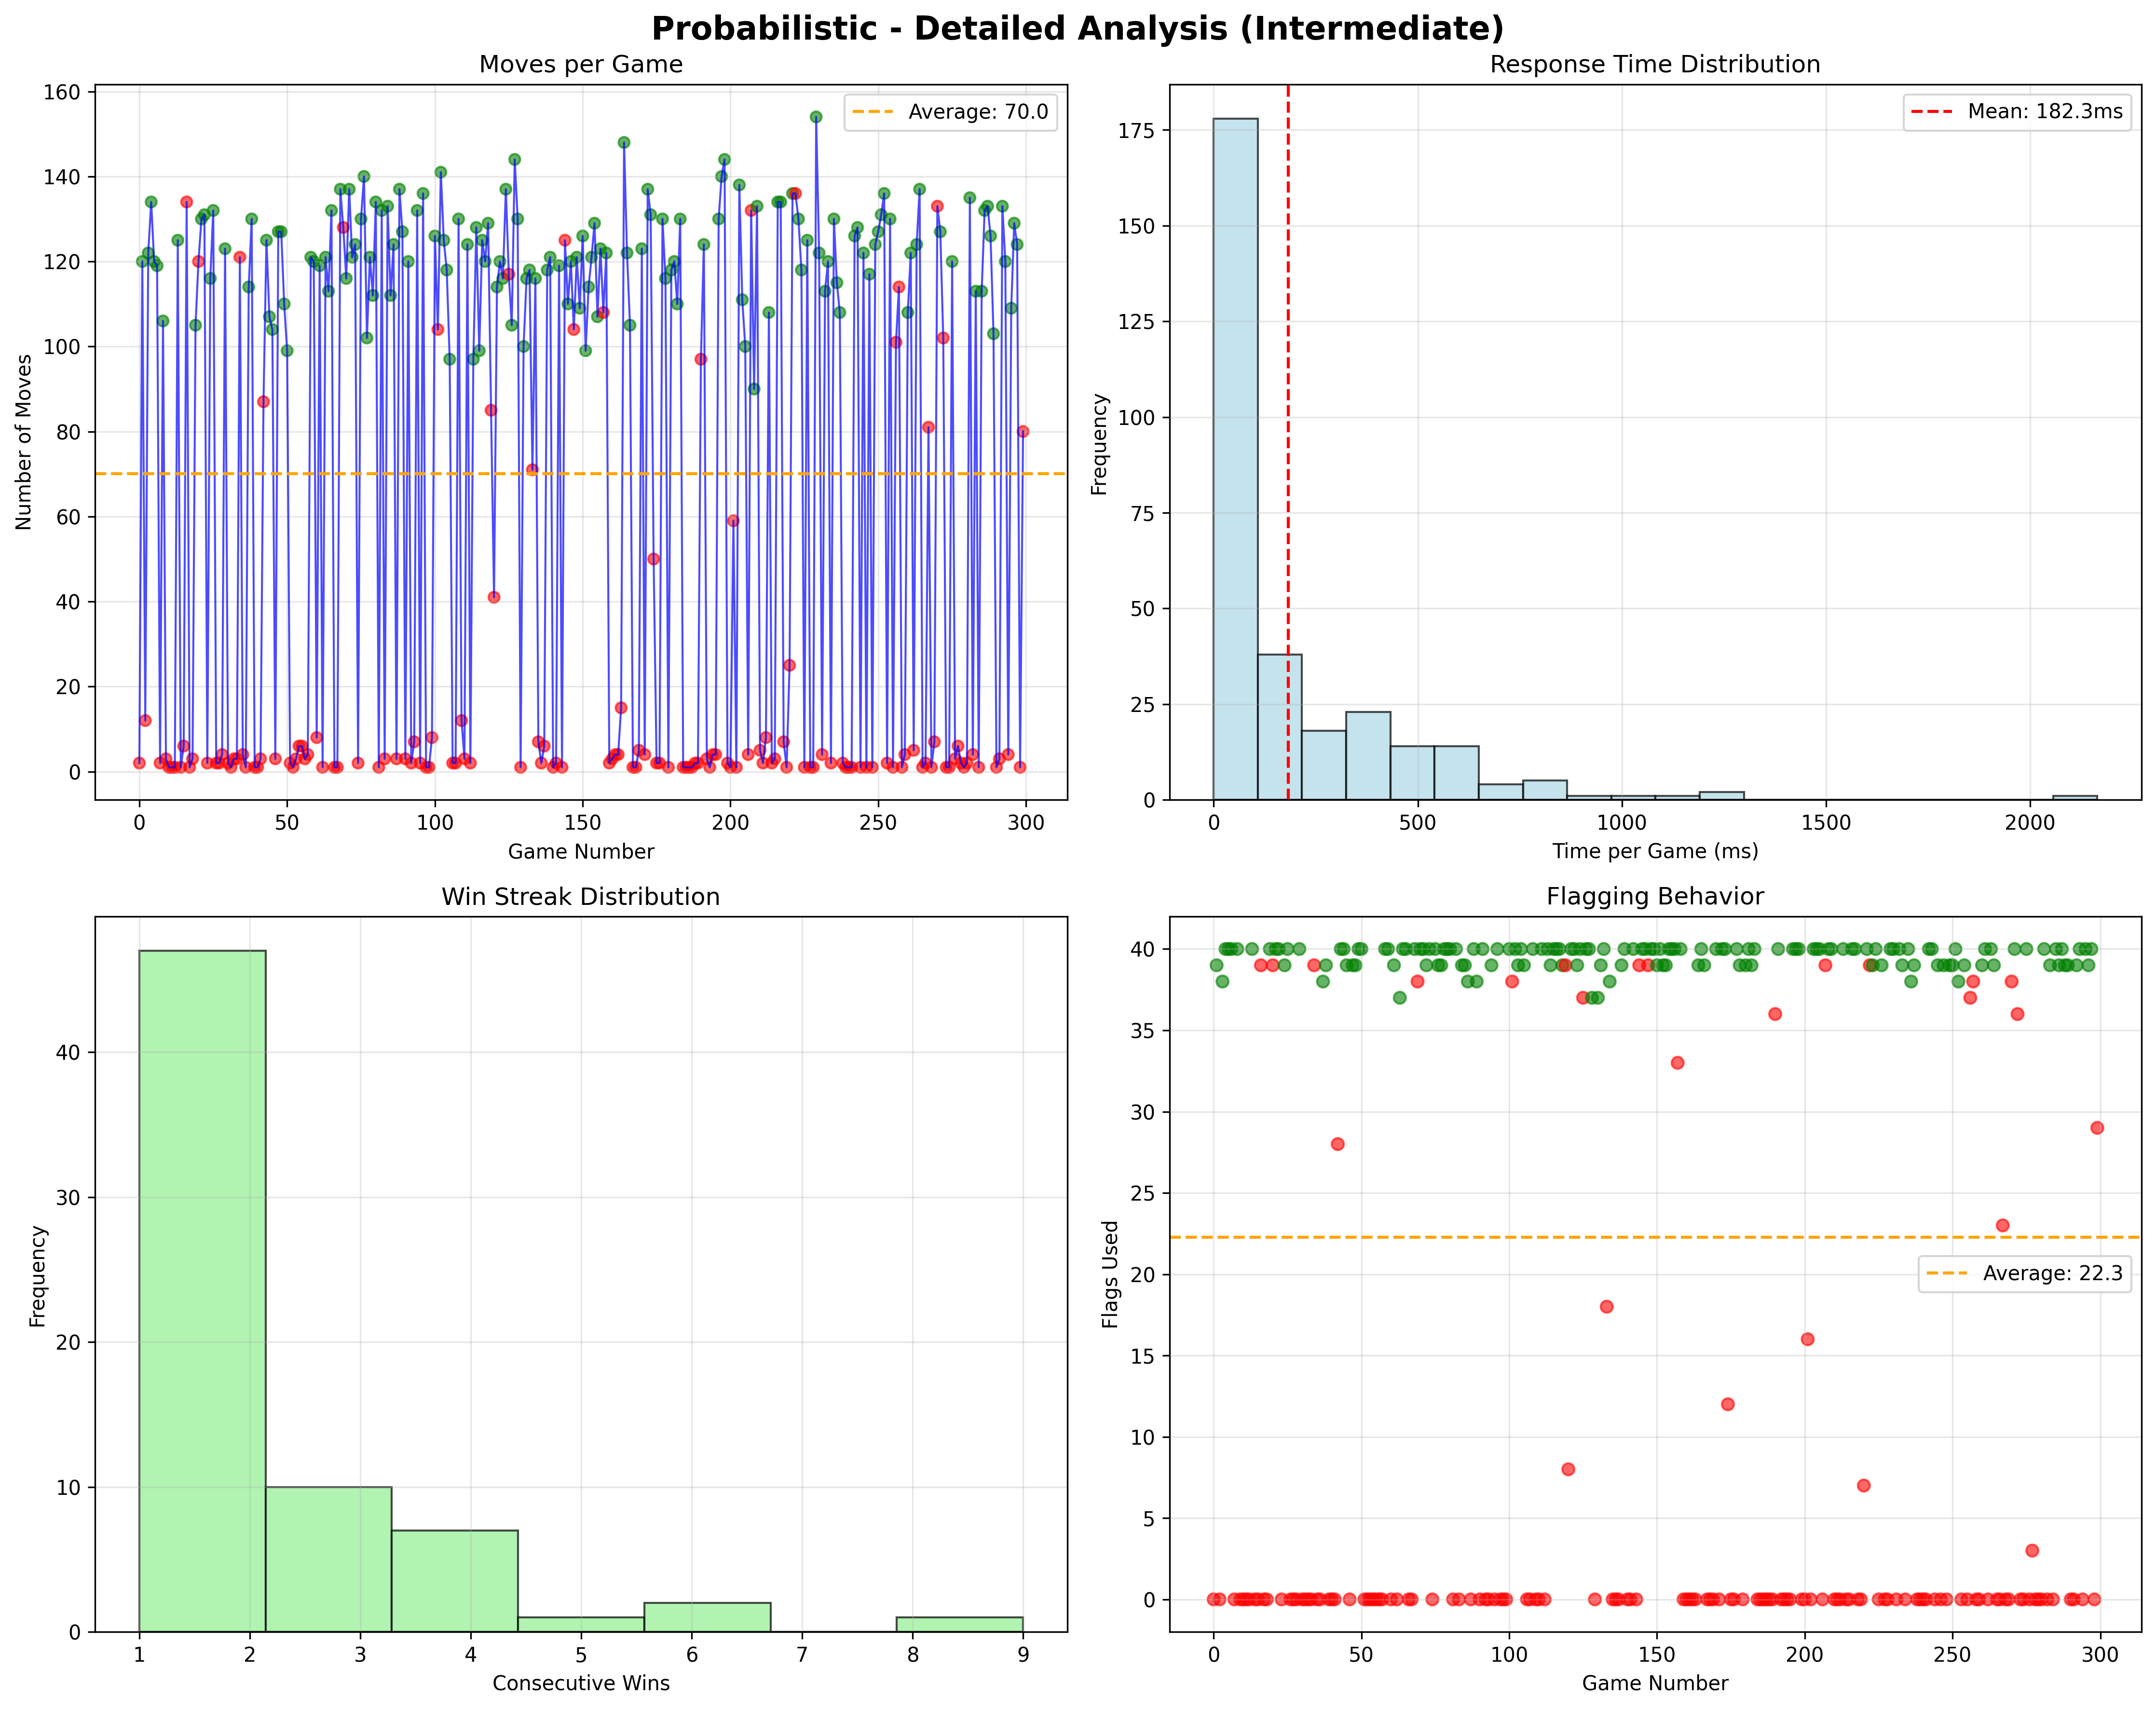 Probabilistic - Detailed Analysis (Intermediate)
Moves per Game
160
140
120
100
80
60
40
20
0
Number of Moves
Average: 70.0
0 50 100 150 200 250 300
Game Number
Response Time Distribution
175
150
125
100
75
50
25
0
Frequency
Mean: 182.3ms
0 500 1000 1500 2000
Time per Game (ms)
Win Streak Distribution
40
30
20
10
0
Frequency
1 2 3 4 5 6 7 8 9
Consecutive Wins
Flagging Behavior
40
35
30
25
20
15
10
5
0
Flags Used
Average: 22.3
0 50 100 150 200 250 300
Game Number